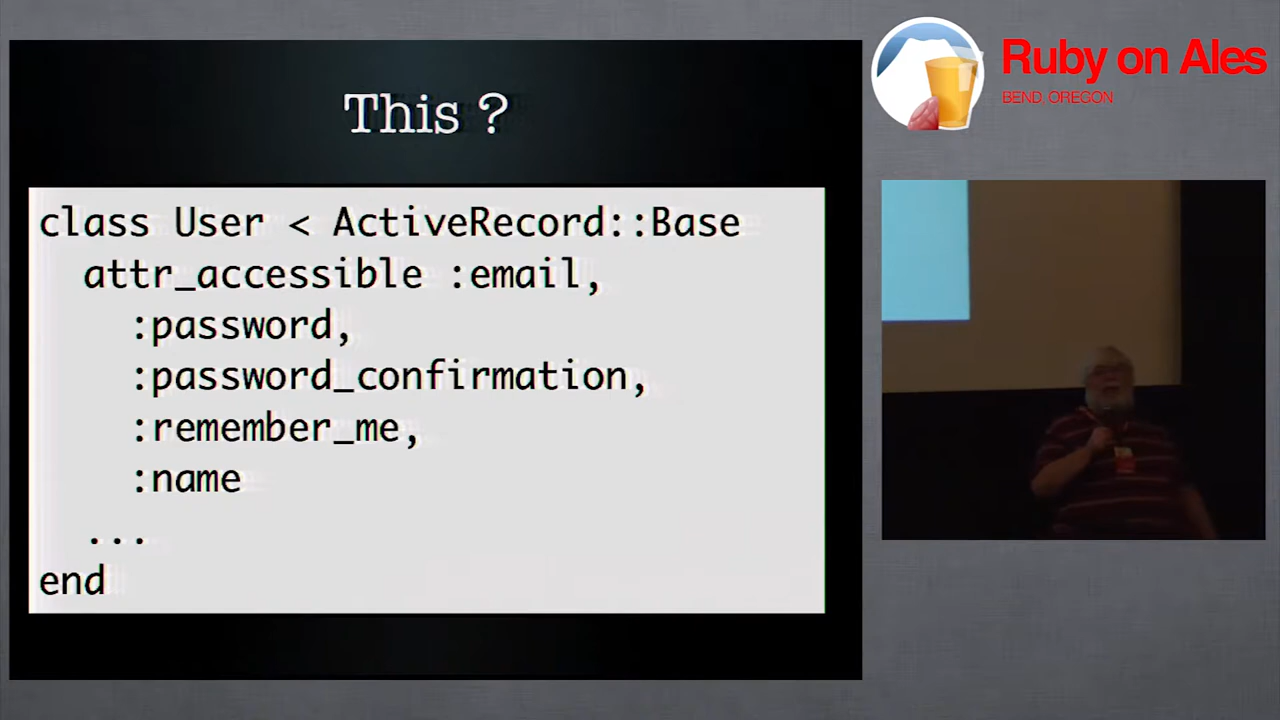 This ?
class User < ActiveRecord::Base
attr_accessible :email,
:password,
:password_confirmation,
:remember_me,
:name
...
end
Ruby on Ales
BEND, OREGON